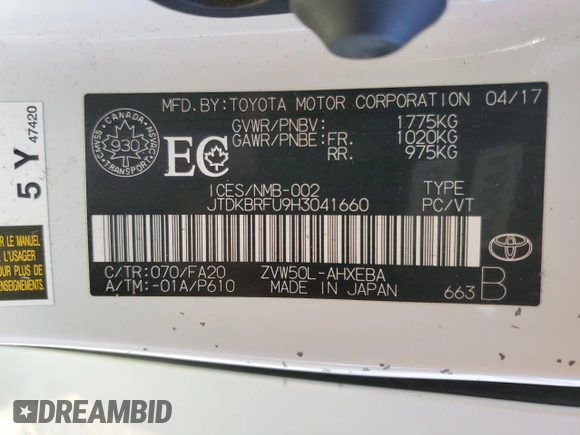 MFD.BY:TOYOTA MOTOR CORPORATION 04/17
GVWR/PNBV: 1775KG
GAWR/PNBE:FR. 1020KG
RR. 975KG
CANADA
930
TRANSPORT
EC
ICES/NMB-002 TYPE
JTDKBRFU9H3041660 PC/VT
C/TR:070/FA20 ZVW50L-AHXEBA
A/TM:-01A/P610 MADE IN JAPAN 663 B
5 Y 47420
R LE MANUEL
L'USAGER
R DE
EIGNEMENTS.
DREAMBID